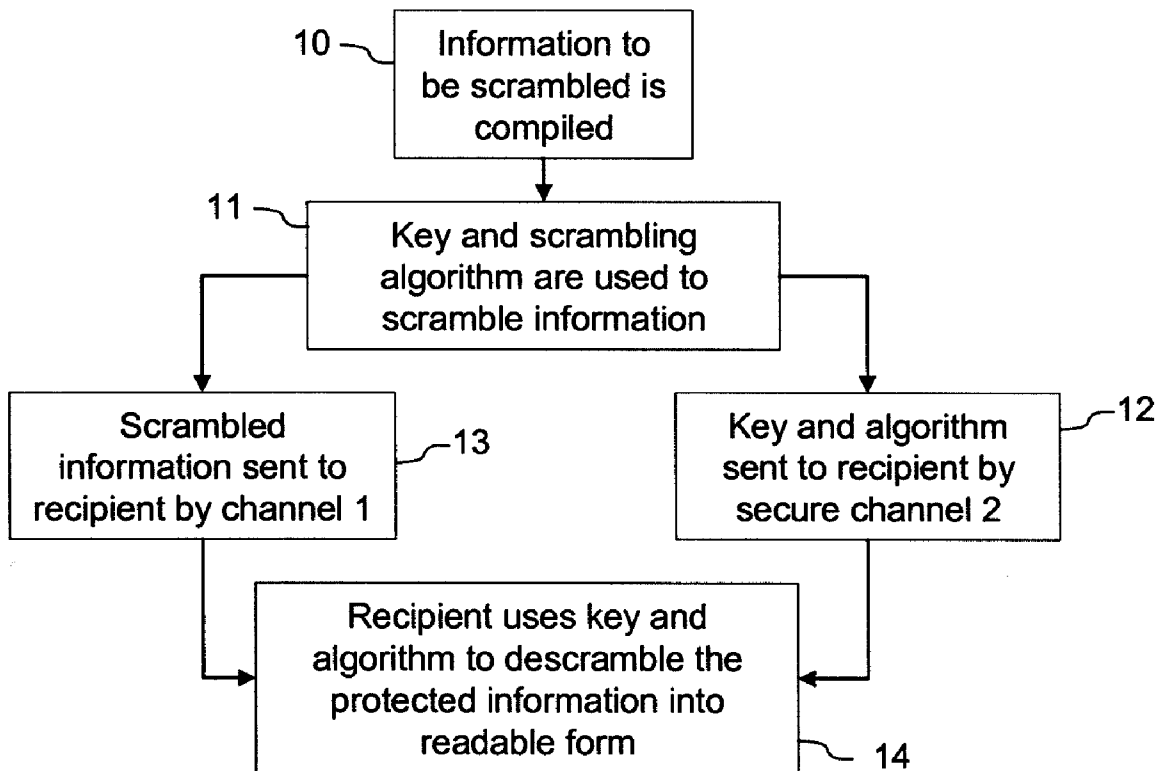 10
Information to
be scrambled is
compiled
11
Key and scrambling
algorithm are used to
scramble information
Scrambled
information sent to
recipient by channel 1
13
Key and algorithm
sent to recipient by
secure channel 2
12
Recipient uses key and
algorithm to descramble the
protected information into
readable form
14